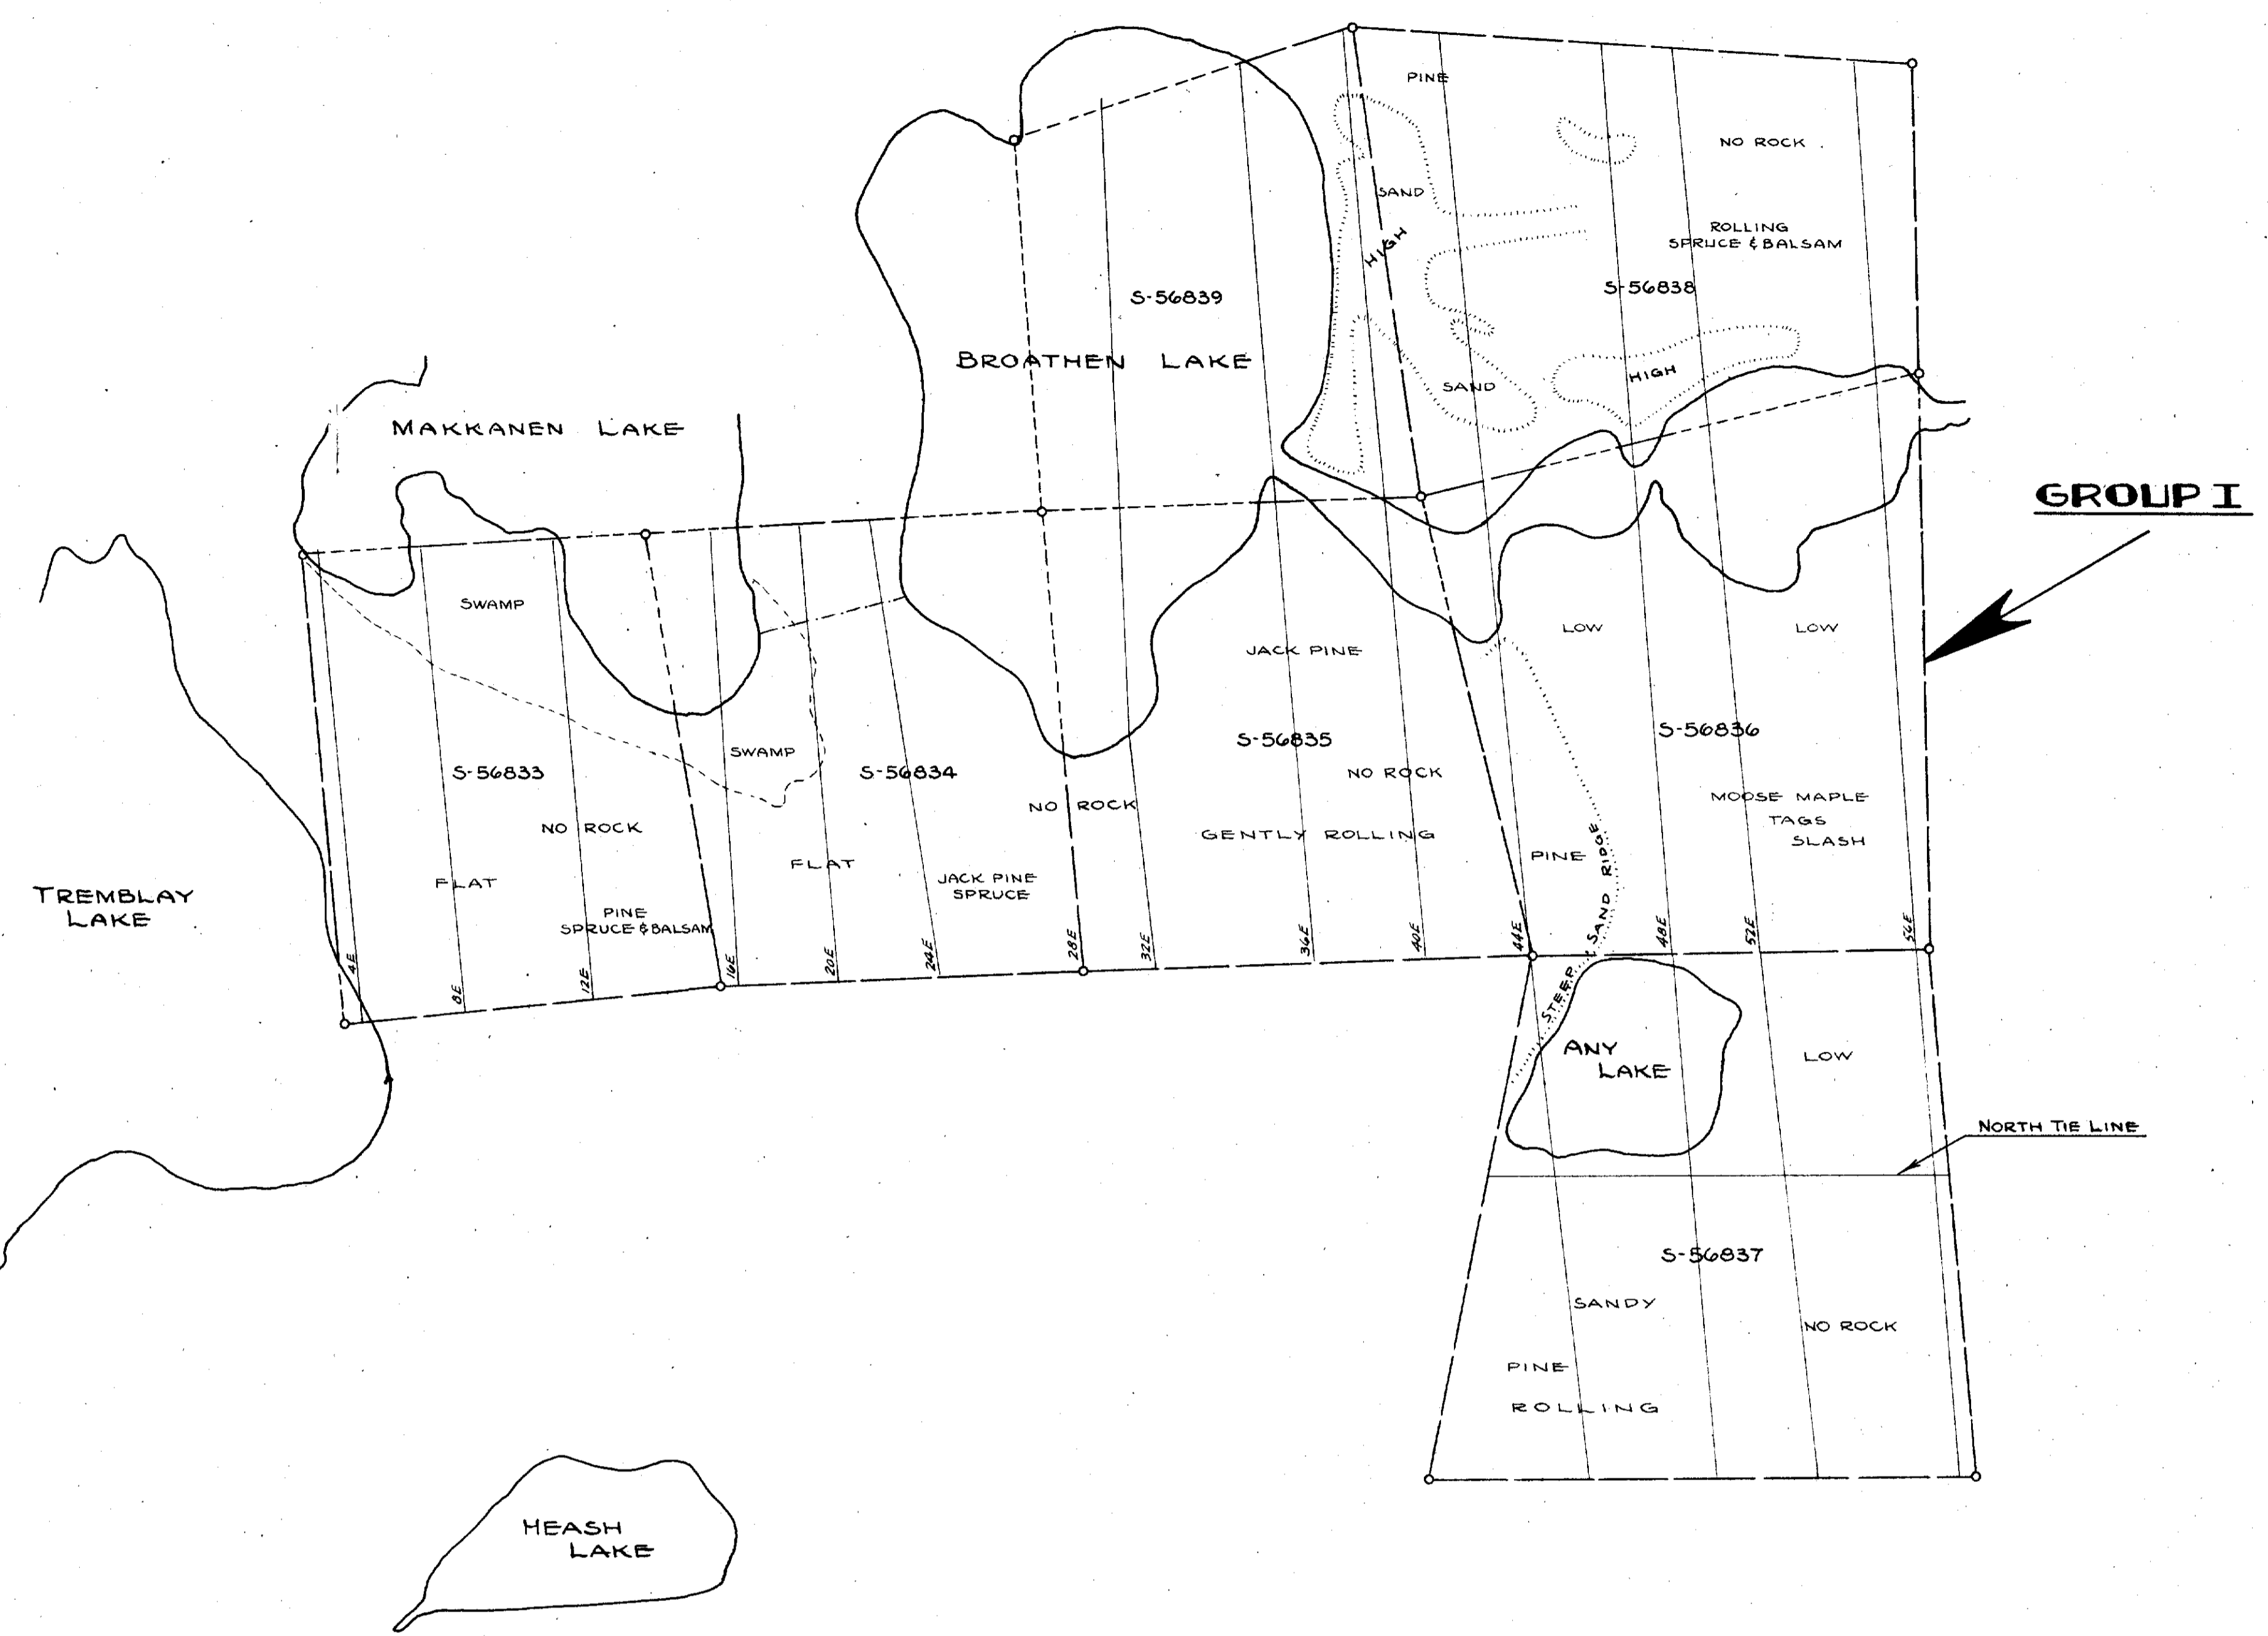 PINE
NO ROCK
SAND
HIGH
ROLLING
SPRUCE & BALSAM
S-56838
S-56839
BROATHEN LAKE
SAND
HIGH
MAKKANEN LAKE
GROUP I
SWAMP
JACK PINE
LOW
LOW
SWAMP
S-56833
S-56834
S-56835
S-56836
NO ROCK
NO ROCK
NO ROCK
MOOSE MAPLE
TAGS
SLASH
GENTLY ROLLING
FLAT
FLAT
PINE
STEEP SAND RIDGE
TREMBLAY
LAKE
JACK PINE
SPRUCE
PINE
SPRUCE & BALSAM
4E
8E
12E
16E
20E
24E
28E
32E
36E
40E
44E
48E
52E
56E
ANY
LAKE
LOW
NORTH TIE LINE
S-56837
SANDY
NO ROCK
PINE
ROLLING
HEASH
LAKE